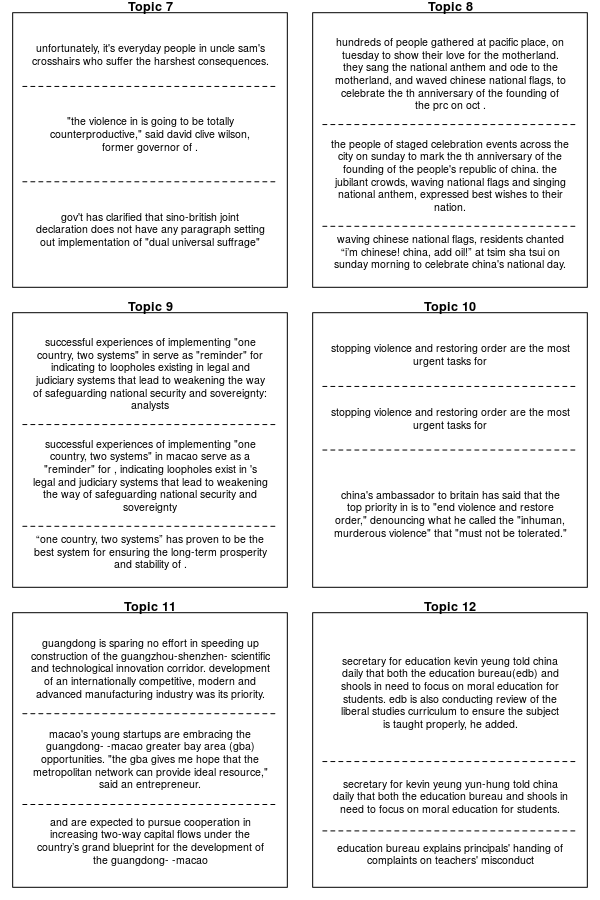 Topic 7
unfortunately, it's everyday people in uncle sam's
crosshairs who suffer the harshest consequences.
"the violence in is going to be totally
counterproductive," said david clive wilson,
former governor of .
gov't has clarified that sino-british joint
declaration does not have any paragraph setting
out implementation of "dual universal suffrage"
Topic 8
hundreds of people gathered at pacific place, on
tuesday to show their love for the motherland.
they sang the national anthem and ode to the
motherland, and waved chinese national flags, to
celebrate the th anniversary of the founding of
the prc on oct .
the people of staged celebration events across the
city on sunday to mark the th anniversary of the
founding of the people's republic of china. the
jubilant crowds, waving national flags and singing
national anthem, expressed best wishes to their
nation.
waving chinese national flags, residents chanted
“i'm chinese! china, add oil!” at tsim sha tsui on
sunday morning to celebrate china's national day.
Topic 9
successful experiences of implementing "one
country, two systems" in serve as "reminder" for
indicating to loopholes existing in legal and
judiciary systems that lead to weakening the way
of safeguarding national security and sovereignty:
analysts
successful experiences of implementing "one
country, two systems" in macao serve as a
"reminder" for , indicating loopholes exist in 's
legal and judiciary systems that lead to weakening
the way of safeguarding national security and
sovereignty
“one country, two systems” has proven to be the
best system for ensuring the long-term prosperity
and stability of .
Topic 10
stopping violence and restoring order are the most
urgent tasks for
stopping violence and restoring order are the most
urgent tasks for
china's ambassador to britain has said that the
top priority in is to "end violence and restore
order," denouncing what he called the "inhuman,
murderous violence" that "must not be tolerated."
Topic 11
guangdong is sparing no effort in speeding up
construction of the guangzhou-shenzhen- scientific
and technological innovation corridor. development
of an internationally competitive, modern and
advanced manufacturing industry was its priority.
macao's young startups are embracing the
guangdong- -macao greater bay area (gba)
opportunities. "the gba gives me hope that the
metropolitan network can provide ideal resource,"
said an entrepreneur.
and are expected to pursue cooperation in
increasing two-way capital flows under the
country's grand blueprint for the development of
the guangdong- -macao
Topic 12
secretary for education kevin yeung told china
daily that both the education bureau(edb) and
shools in need to focus on moral education for
students. edb is also conducting review of the
liberal studies curriculum to ensure the subject
is taught properly, he added.
secretary for kevin yeung yun-hung told china
daily that both the education bureau and shools in
need to focus on moral education for students.
education bureau explains principals' handing of
complaints on teachers' misconduct